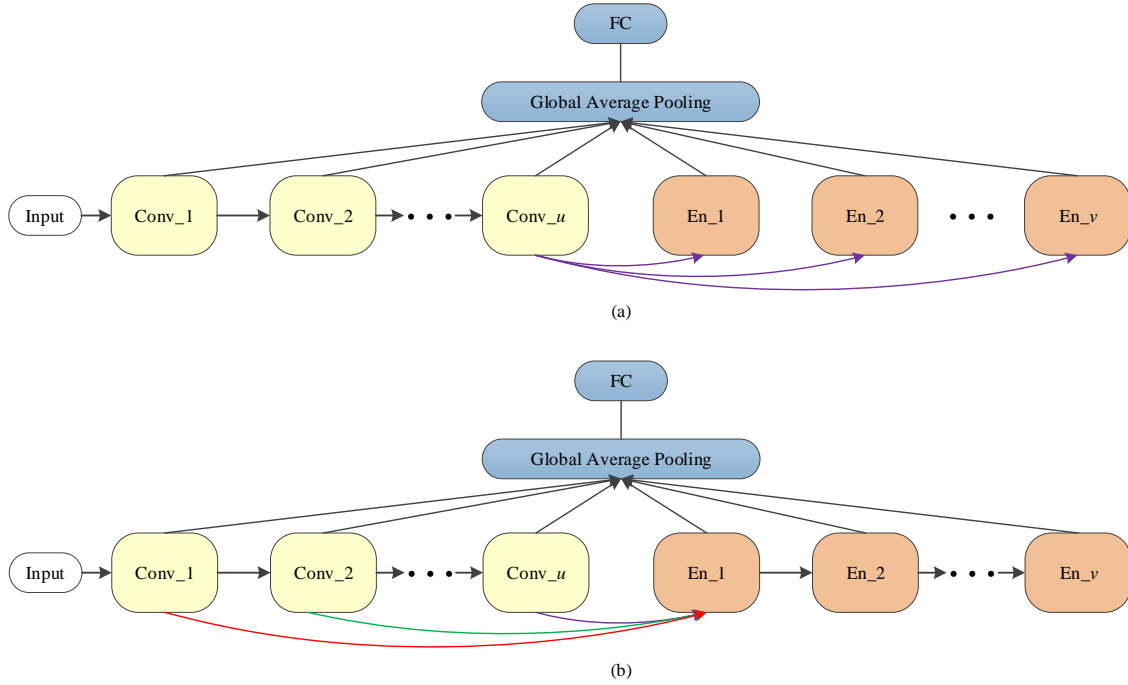 FC
Global Average Pooling
Input Conv_1 Conv_2 Conv_u En_1 En_2 En_v
(a)
FC
Global Average Pooling
Input Conv_1 Conv_2 Conv_u En_1 En_2 En_v
(b)